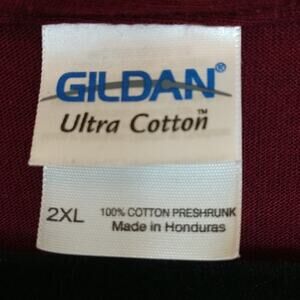 GILDAN®
Ultra Cotton™
2XL
100% COTTON PRESHRUNK
Made in Honduras